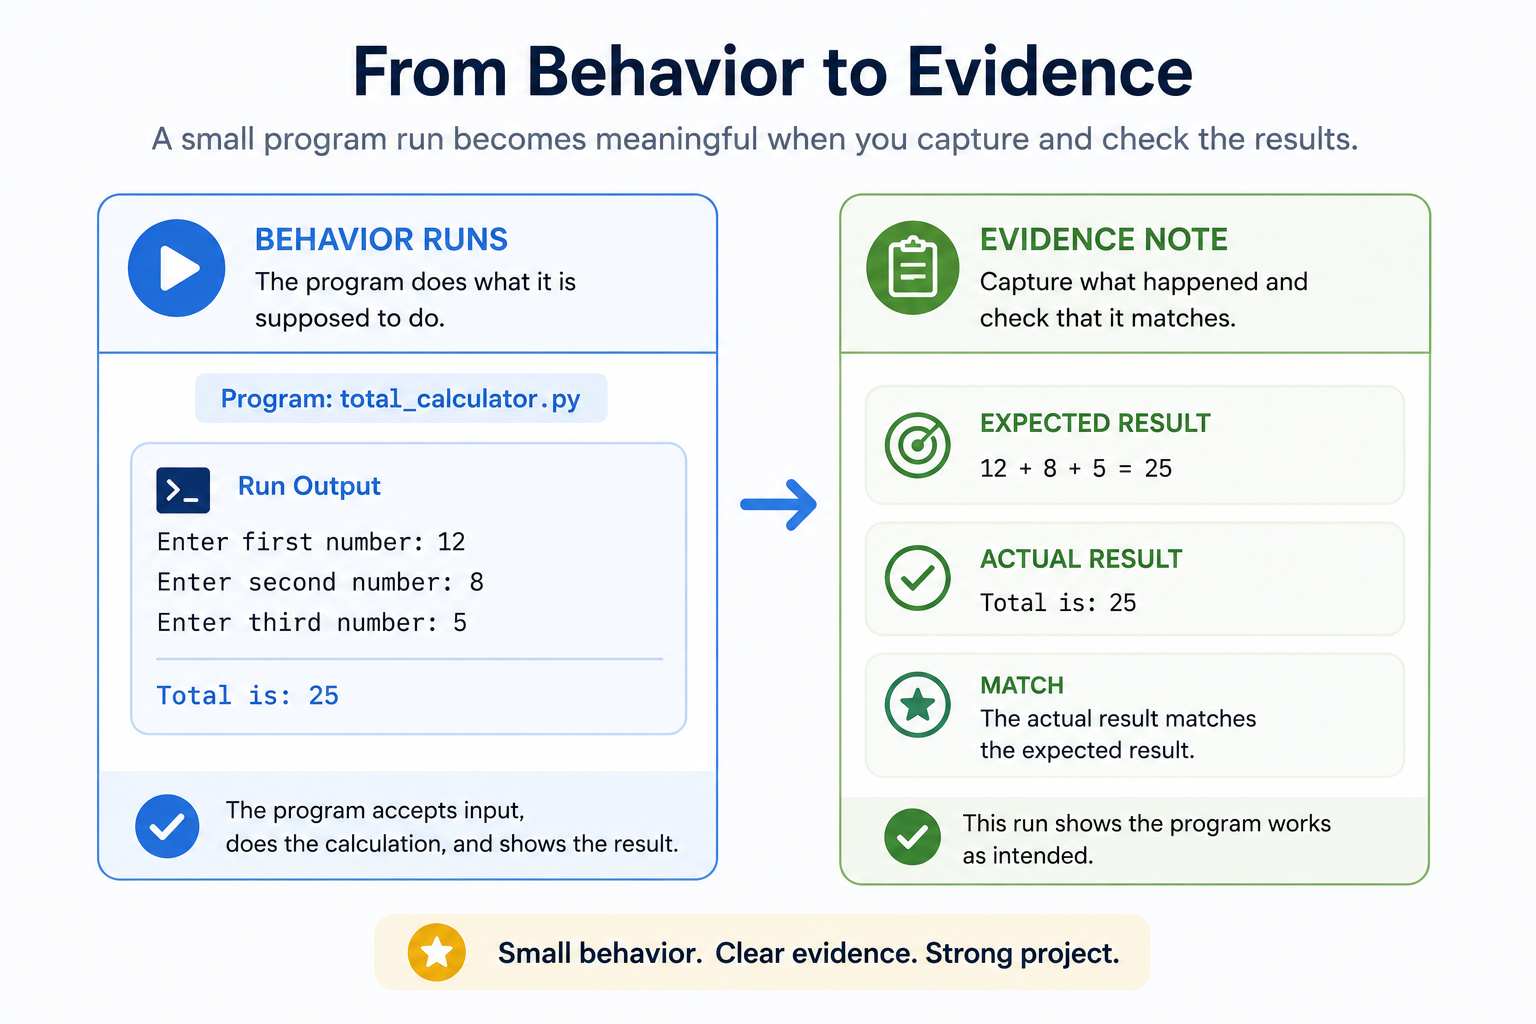 From Behavior to Evidence
A small program run becomes meaningful when you capture and check the results.
BEHAVIOR RUNS
The program does what it is
supposed to do.
Program: total_calculator.py
>_
Run Output
Enter first number: 12
Enter second number: 8
Enter third number: 5
Total is: 25
The program accepts input,
does the calculation, and shows the result.
EVIDENCE NOTE
Capture what happened and
check that it matches.
EXPECTED RESULT
12 + 8 + 5 = 25
ACTUAL RESULT
Total is: 25
MATCH
The actual result matches
the expected result.
This run shows the program works
as intended.
Small behavior. Clear evidence. Strong project.